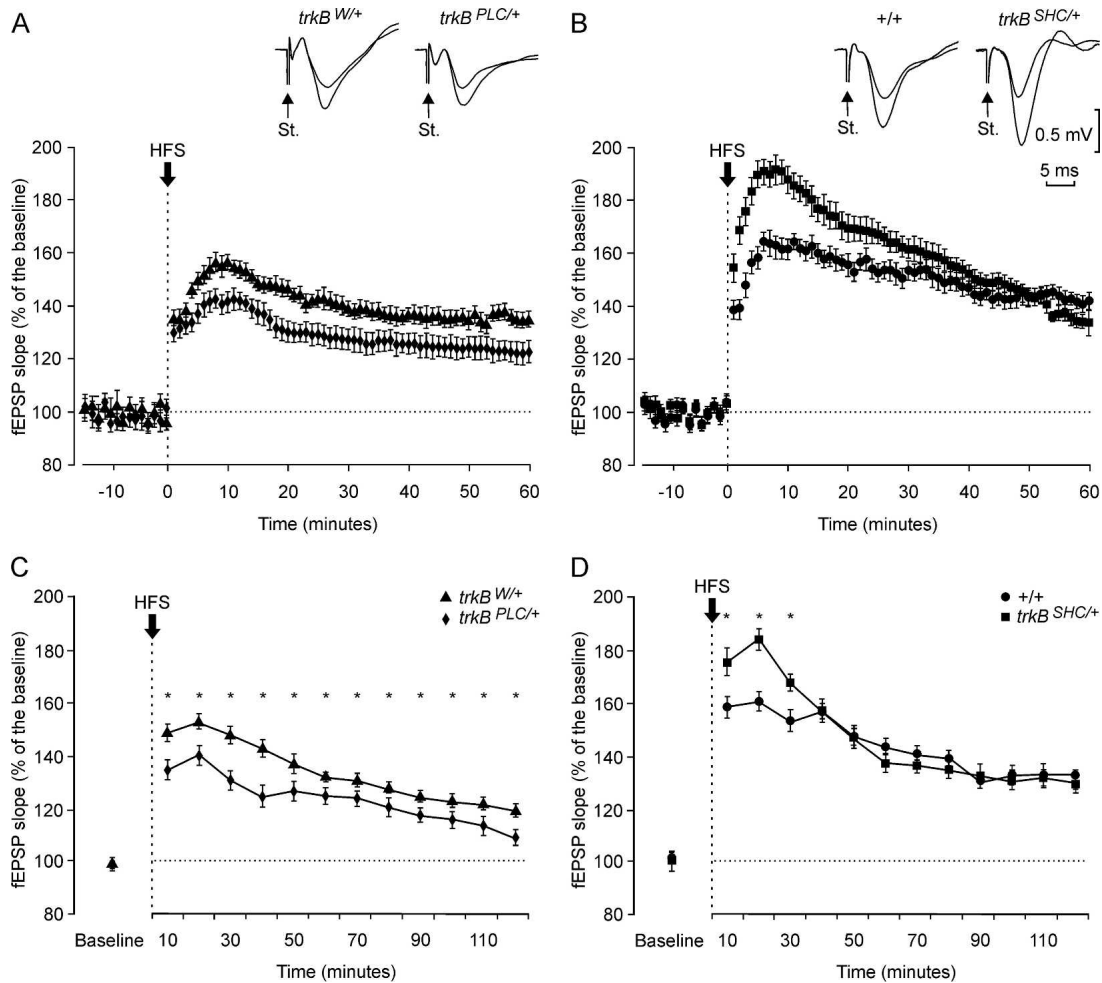 A
trkB W/+
trkB PLC/+
St.
St.
HFS
200
180
160
140
120
100
80
fEPSP slope (% of the baseline)
-10 0 10 20 30 40 50 60
Time (minutes)
B
+/+
trkB SHC/+
St.
St.
0.5 mV
5 ms
HFS
200
180
160
140
120
100
80
fEPSP slope (% of the baseline)
-10 0 10 20 30 40 50 60
Time (minutes)
C
HFS
trkB W/+
trkB PLC/+
* * * * * * * * * * * *
200
180
160
140
120
100
80
fEPSP slope (% of the baseline)
Baseline 10 30 50 70 90 110
Time (minutes)
D
HFS
+/+
trkB SHC/+
* * *
200
180
160
140
120
100
80
fEPSP slope (% of the baseline)
Baseline 10 30 50 70 90 110
Time (minutes)